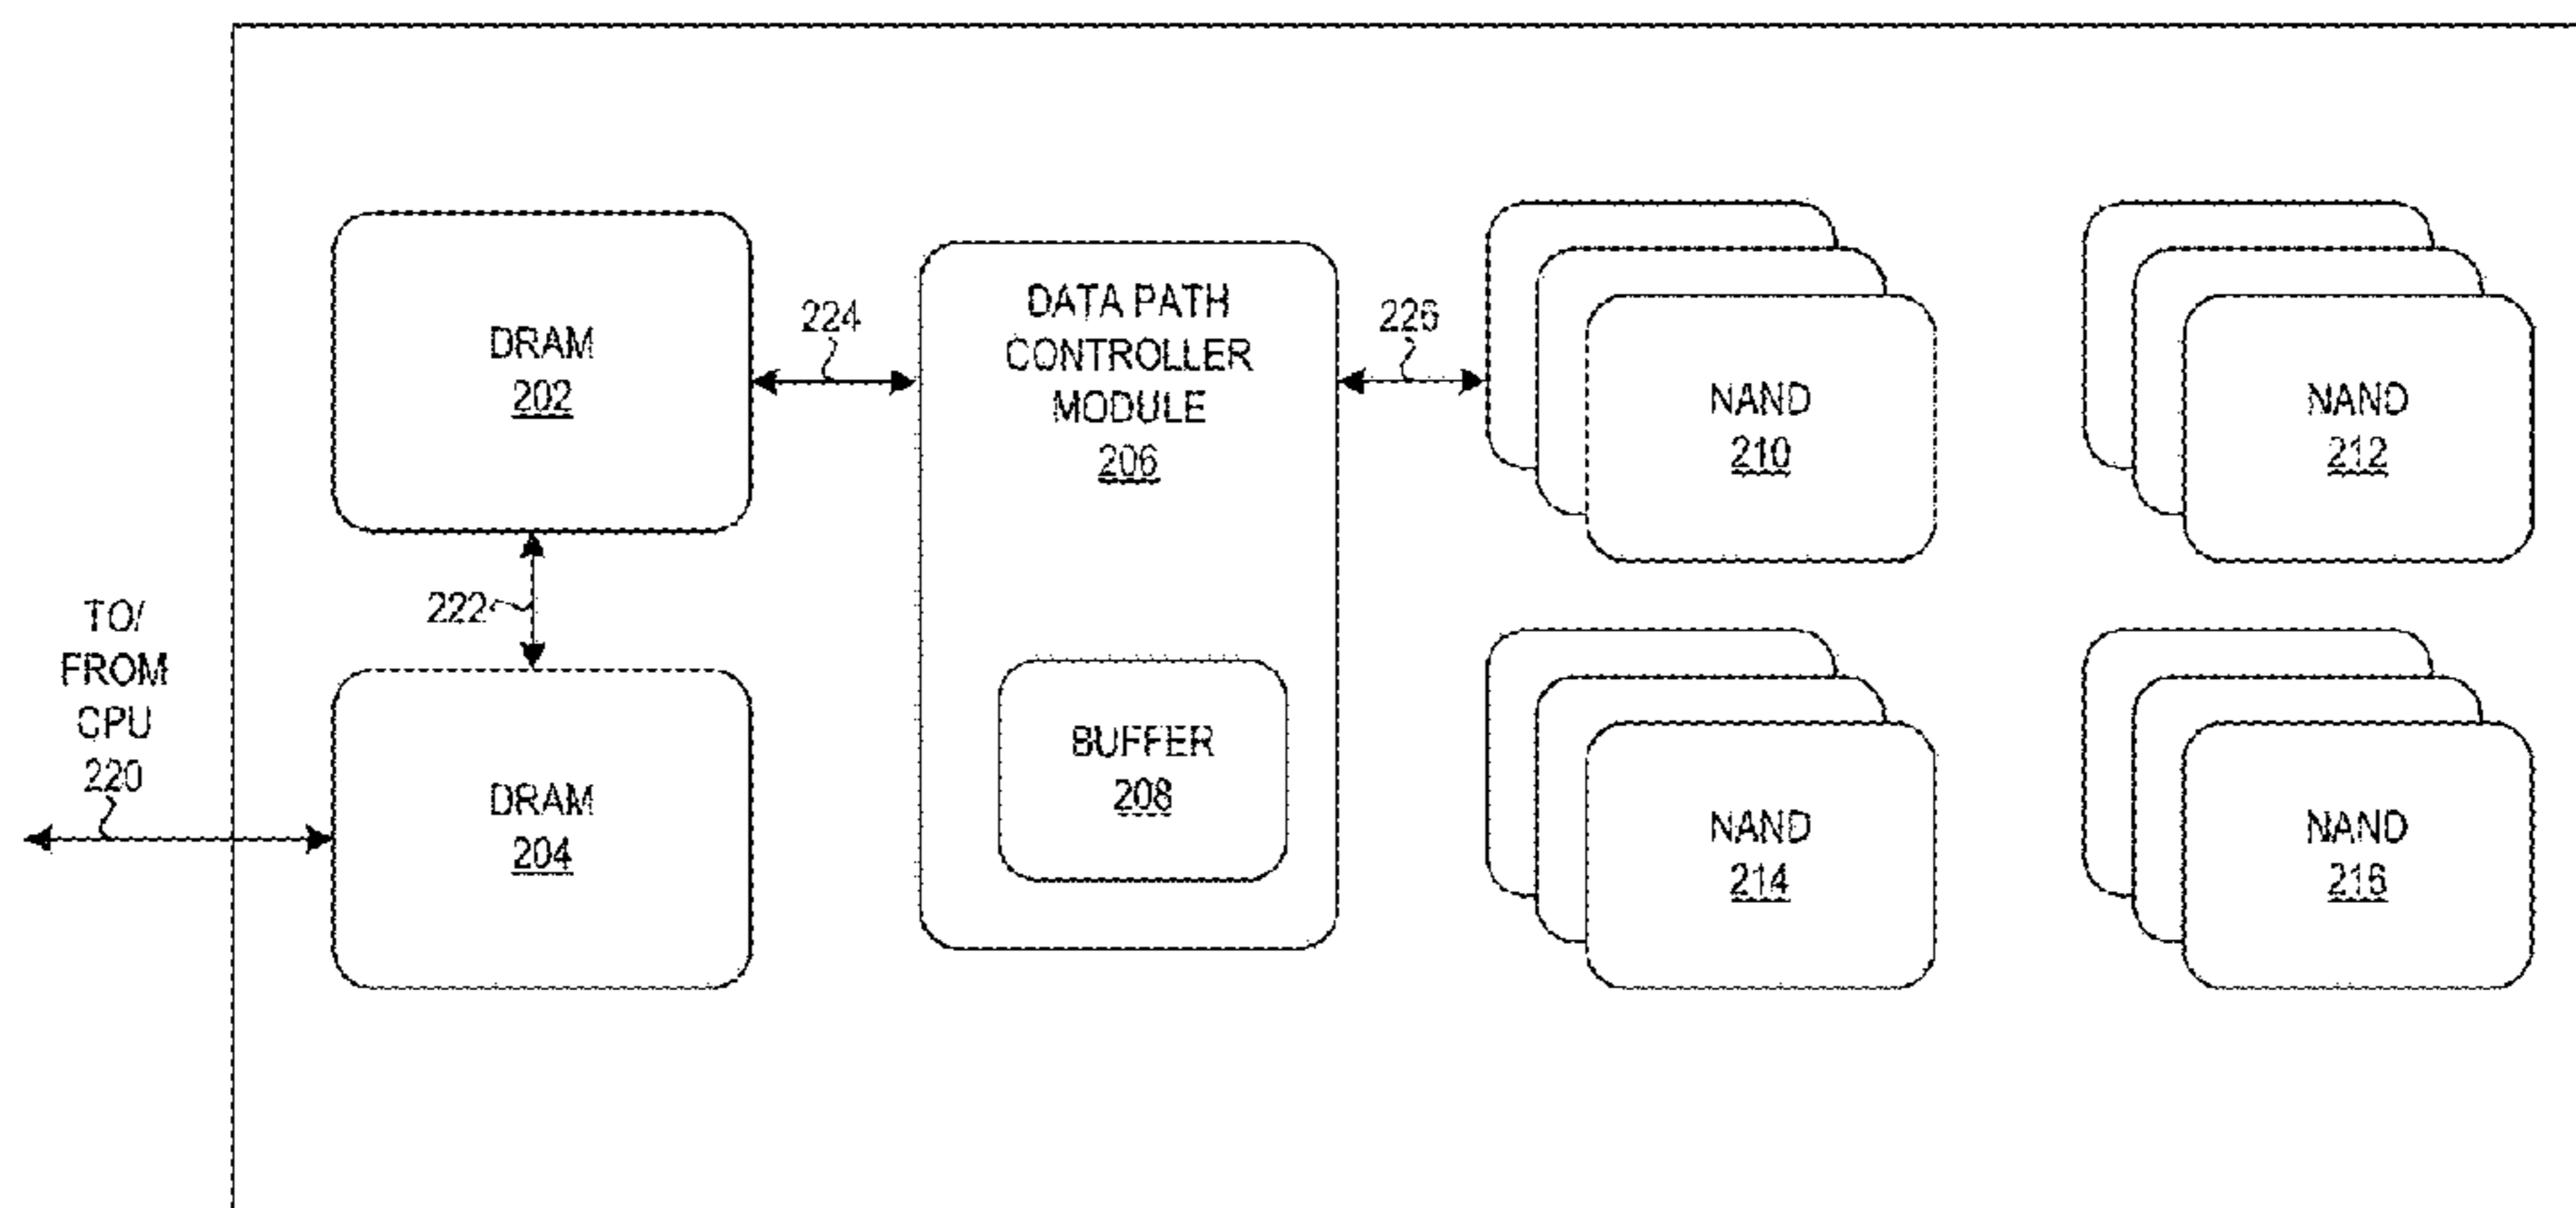 DRAM
202
224
DATA PATH
CONTROLLER
MODULE
206
226
NAND
210
NAND
212
222
TO/
FROM
CPU
220
DRAM
204
BUFFER
208
NAND
214
NAND
216